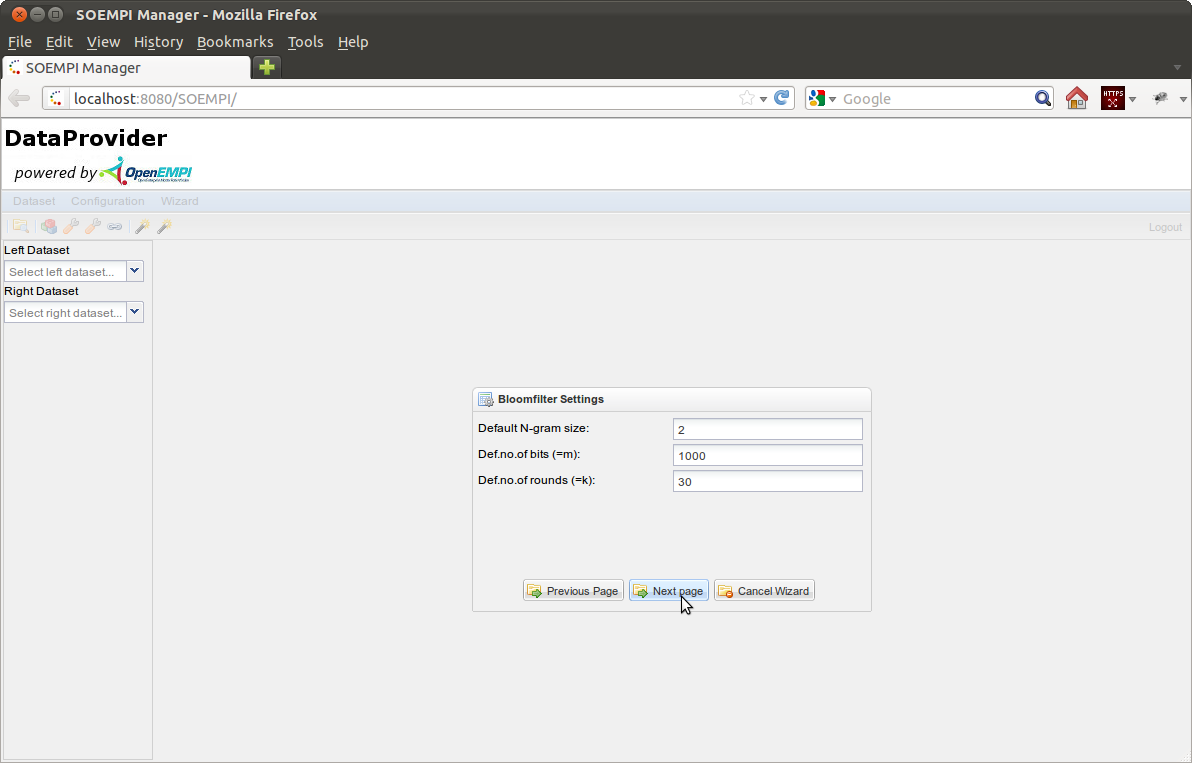 SOEMPI Manager - Mozilla Firefox
File Edit View History Bookmarks Tools Help
SOEMPI Manager
localhost:8080/SOEMPI/
Google
HTTPS
DataProvider
powered by OpenEMPI
Dataset Configuration Wizard
Logout
Left Dataset
Select left dataset...
Right Dataset
Select right dataset...
Bloomfilter Settings
Default N-gram size: 2
Def.no.of bits (=m): 1000
Def.no.of rounds (=k): 30
Previous Page Next page Cancel Wizard